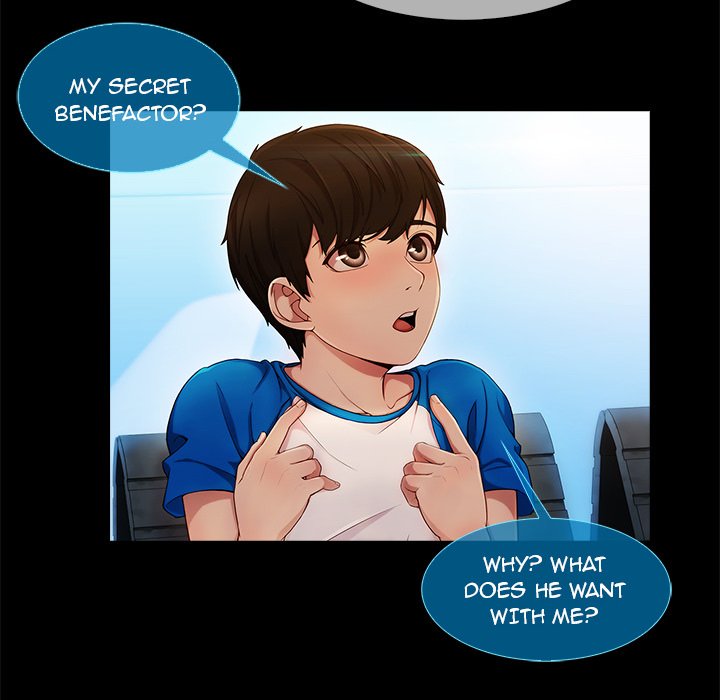 MY SECRET
BENEFACTOR?
WHY? WHAT
DOES HE WANT
WITH ME?